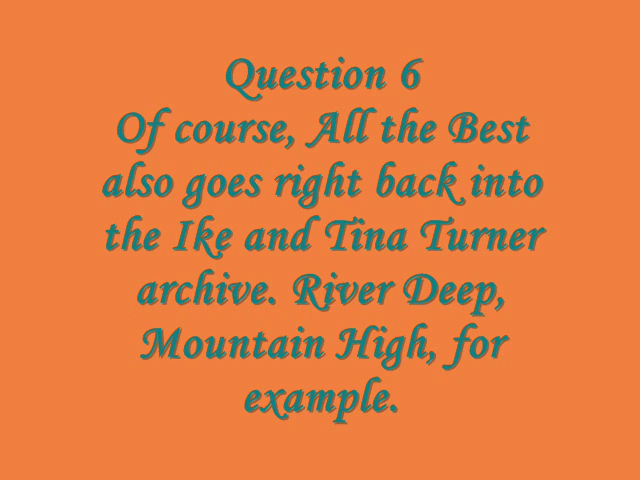 Question 6
Of course, All the Best
also goes right back into
the Ike and Tina Turner
archive. River Deep,
Mountain High, for
example.